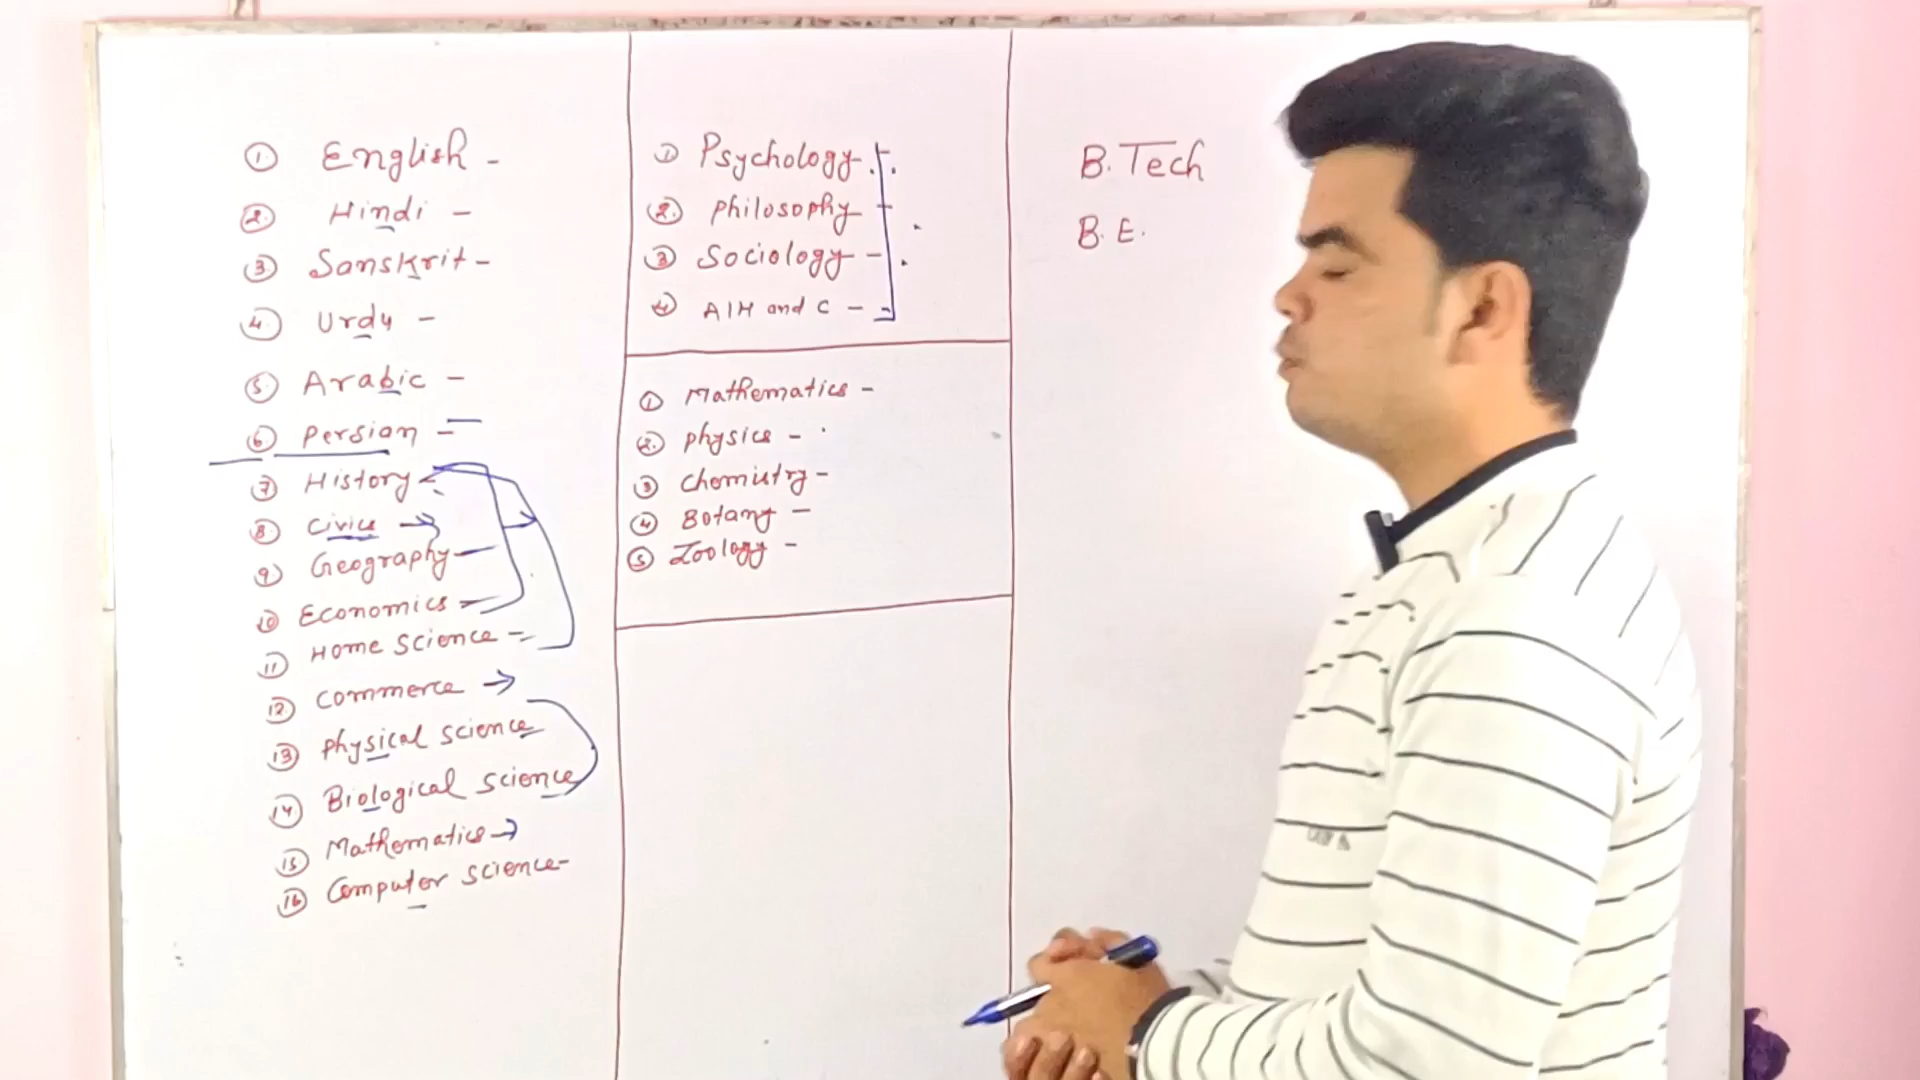 ① English -
② Hindi -
③ Sanskrit -
④ Urdu -
⑤ Arabic -
⑥ Persian -
⑦ History
⑧ Civics →
⑨ Geography
⑩ Economics
⑪ Home Science -
⑫ Commerce →
⑬ Physical Science
⑭ Biological Science
⑮ Mathematics →
⑯ Computer Science -
① Psychology
② Philosophy
③ Sociology -
④ AIH and C -
① Mathematics -
② Physics -
③ Chemistry -
④ Botany -
⑤ Zoology -
B. Tech
B. E.